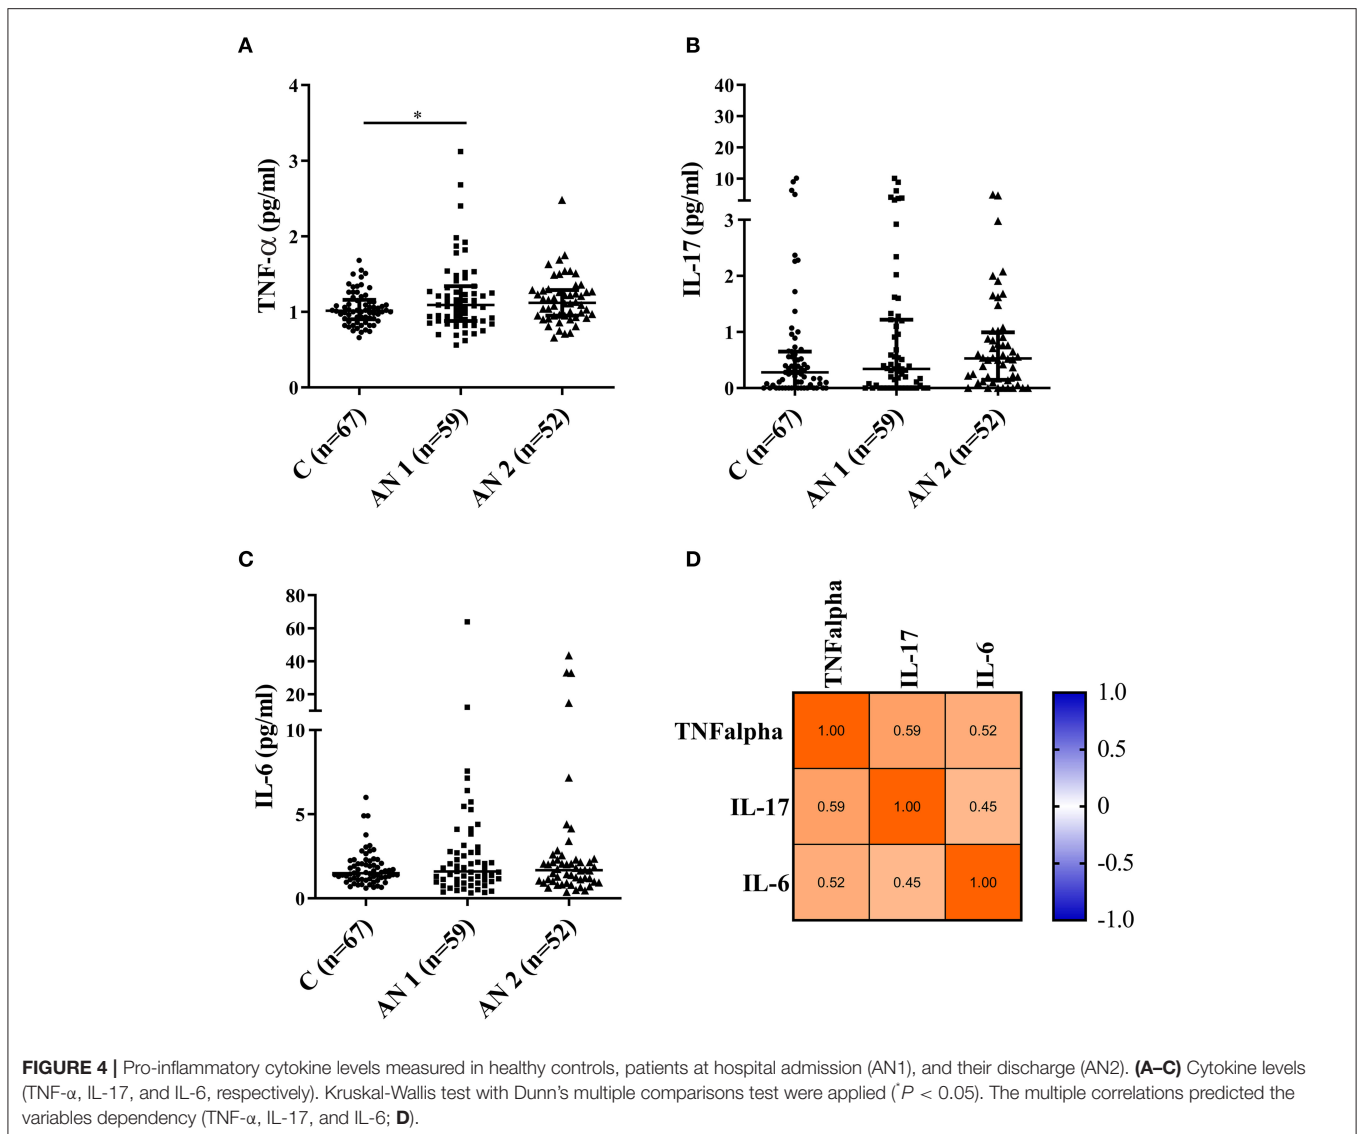 A
4
3
2
1
0
TNF-α (pg/ml)
*
C (n=67)
AN 1 (n=59)
AN 2 (n=52)
B
40
30
20
10
3
2
1
0
IL-17 (pg/ml)
C (n=67)
AN 1 (n=59)
AN 2 (n=52)
C
80
60
40
20
10
5
0
IL-6 (pg/ml)
C (n=67)
AN 1 (n=59)
AN 2 (n=52)
D
TNFalpha IL-17 IL-6
TNFalpha 1.00 0.59 0.52
IL-17 0.59 1.00 0.45
IL-6 0.52 0.45 1.00
1.0
0.5
0
-0.5
-1.0
FIGURE 4 | Pro-inflammatory cytokine levels measured in healthy controls, patients at hospital admission (AN1), and their discharge (AN2). (A–C) Cytokine levels
(TNF-α, IL-17, and IL-6, respectively). Kruskal-Wallis test with Dunn's multiple comparisons test were applied (*P < 0.05). The multiple correlations predicted the
variables dependency (TNF-α, IL-17, and IL-6; D).